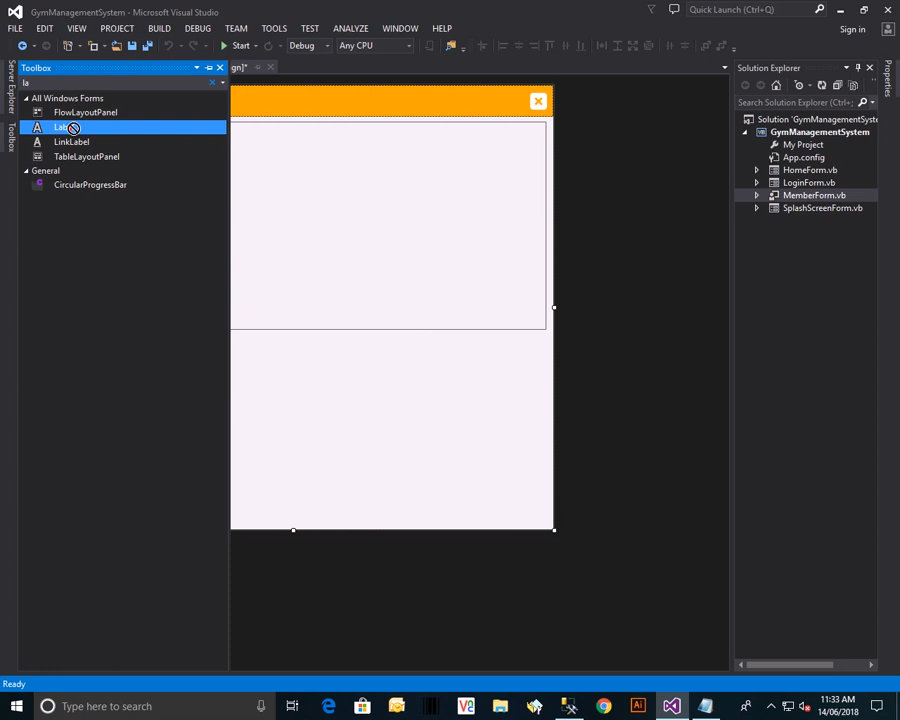 GymManagementSystem - Microsoft Visual Studio
Quick Launch (Ctrl+Q)
FILE EDIT VIEW PROJECT BUILD DEBUG TEAM TOOLS TEST ANALYZE WINDOW HELP
Sign in
Start Debug Any CPU
Server Explorer
Toolbox
Toolbox
la
All Windows Forms
FlowLayoutPanel
LinkLabel
TableLayoutPanel
General
CircularProgressBar
gn]*
Solution Explorer
Search Solution Explorer (Ctrl+;)
Solution 'GymManagementSystem'
GymManagementSystem
My Project
App.config
HomeForm.vb
LoginForm.vb
MemberForm.vb
SplashScreenForm.vb
Properties
Ready
Type here to search
11:33 AM
14/06/2018